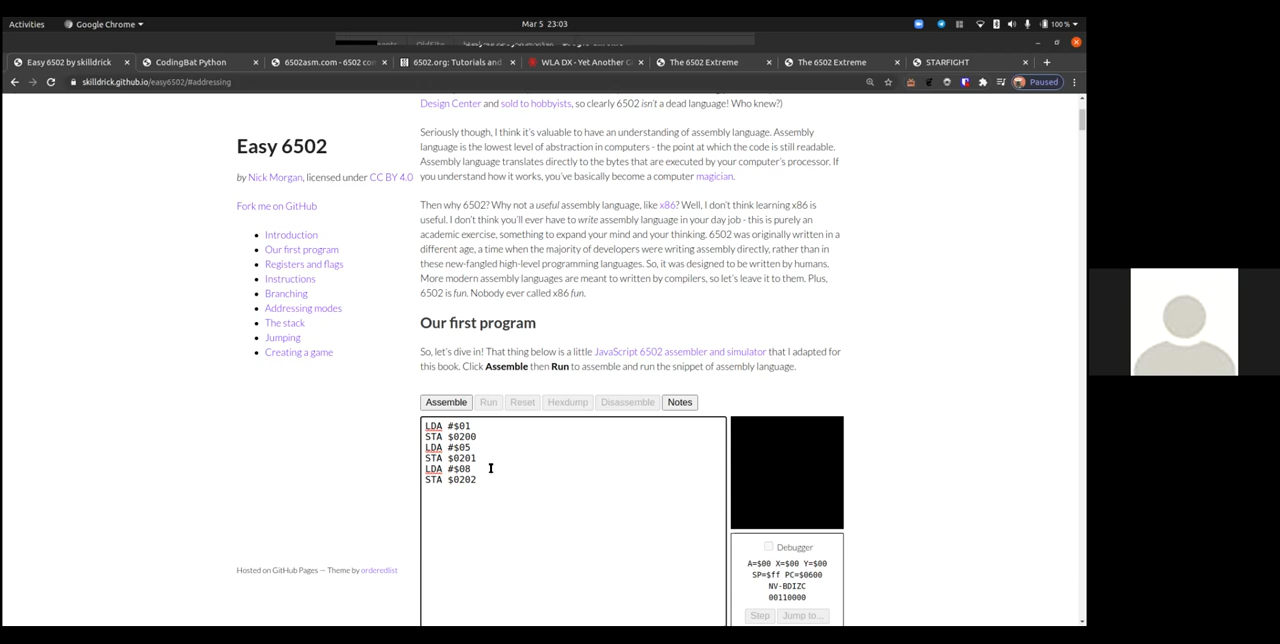 Activities
Google Chrome
Mar 5 23:03
100 %
Easy 6502 by skilldrick
CodingBat Python
6502asm.com - 6502 co
6502.org: Tutorials and
WLA DX - Yet Another G
The 6502 Extreme
The 6502 Extreme
STARFIGHT
skilldrick.github.io/easy6502/#addressing
Paused
Design Center and sold to hobbyists, so clearly 6502 isn't a dead language! Who knew?)
Easy 6502
by Nick Morgan, licensed under CC BY 4.0
Fork me on GitHub
Introduction
Our first program
Registers and flags
Instructions
Branching
Addressing modes
The stack
Jumping
Creating a game
Hosted on GitHub Pages — Theme by orderedlist
Seriously though, I think it's valuable to have an understanding of assembly language. Assembly
language is the lowest level of abstraction in computers - the point at which the code is still readable.
Assembly language translates directly to the bytes that are executed by your computer's processor. If
you understand how it works, you've basically become a computer magician.
Then why 6502? Why not a useful assembly language, like x86? Well, I don't think learning x86 is
useful. I don't think you'll ever have to write assembly language in your day job - this is purely an
academic exercise, something to expand your mind and your thinking. 6502 was originally written in a
different age, a time when the majority of developers were writing assembly directly, rather than in
these new-fangled high-level programming languages. So, it was designed to be written by humans.
More modern assembly languages are meant to written by compilers, so let's leave it to them. Plus,
6502 is fun. Nobody ever called x86 fun.
Our first program
So, let's dive in! That thing below is a little JavaScript 6502 assembler and simulator that I adapted for
this book. Click Assemble then Run to assemble and run the snippet of assembly language.
Assemble
Run
Reset
Hexdump
Disassemble
Notes
LDA #$01
STA $0200
LDA #$05
STA $0201
LDA #$08
STA $0202
Debugger
A=$00 X=$00 Y=$00
SP=$ff PC=$0600
NV-BDIZC
00110000
Step
Jump to...